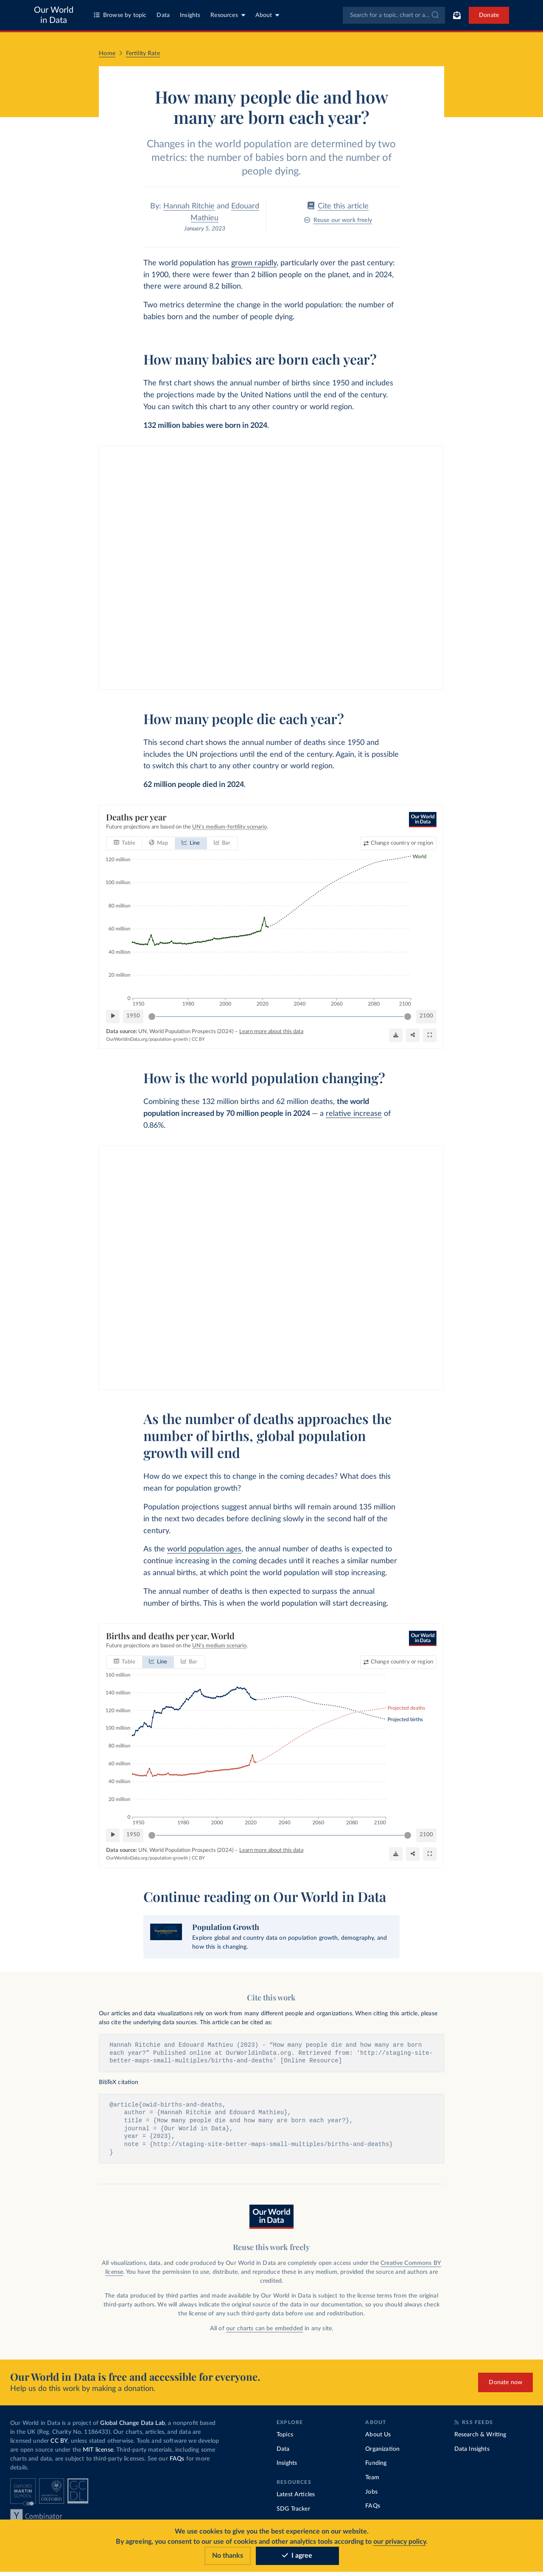 Our World
in Data
Browse by topic
Data
Insights
Resources
About
Search for a topic, chart or a...
Donate
Home
Fertility Rate
How many people die and how
many are born each year?
Changes in the world population are determined by two
metrics: the number of babies born and the number of
people dying.
By: Hannah Ritchie and Edouard
Mathieu
January 5, 2023
Cite this article
Reuse our work freely
The world population has grown rapidly, particularly over the past century:
in 1900, there were fewer than 2 billion people on the planet, and in 2024,
there were around 8.2 billion.
Two metrics determine the change in the world population: the number of
babies born and the number of people dying.
How many babies are born each year?
The first chart shows the annual number of births since 1950 and includes
the projections made by the United Nations until the end of the century.
You can switch this chart to any other country or world region.
132 million babies were born in 2024.
How many people die each year?
This second chart shows the annual number of deaths since 1950 and
includes the UN projections until the end of the century. Again, it is possible
to switch this chart to any other country or world region.
62 million people died in 2024.
Deaths per year
Future projections are based on the UN's medium-fertility scenario.
Our World
in Data
Table
Map
Line
Bar
Change country or region
120 million
100 million
80 million
60 million
40 million
20 million
0
World
1950
1980
2000
2020
2040
2060
2080
2100
1950
2100
Data source: UN, World Population Prospects (2024) – Learn more about this data
OurWorldinData.org/population-growth | CC BY
How is the world population changing?
Combining these 132 million births and 62 million deaths, the world
population increased by 70 million people in 2024 — a relative increase of
0.86%.
As the number of deaths approaches the
number of births, global population
growth will end
How do we expect this to change in the coming decades? What does this
mean for population growth?
Population projections suggest annual births will remain around 135 million
in the next two decades before declining slowly in the second half of the
century.
As the world population ages, the annual number of deaths is expected to
continue increasing in the coming decades until it reaches a similar number
as annual births, at which point the world population will stop increasing.
The annual number of deaths is then expected to surpass the annual
number of births. This is when the world population will start decreasing.
Births and deaths per year, World
Future projections are based on the UN's medium scenario.
Our World
in Data
Table
Line
Bar
Change country or region
160 million
140 million
120 million
100 million
80 million
60 million
40 million
20 million
0
Projected deaths
Projected births
1950
1980
2000
2020
2040
2060
2080
2100
1950
2100
Data source: UN, World Population Prospects (2024) – Learn more about this data
OurWorldinData.org/population-growth | CC BY
Continue reading on Our World in Data
Population Growth
Explore global and country data on population growth, demography, and
how this is changing.
Cite this work
Our articles and data visualizations rely on work from many different people and organizations. When citing this article, please
also cite the underlying data sources. This article can be cited as:
Hannah Ritchie and Edouard Mathieu (2023) - “How many people die and how many are born
each year?” Published online at OurWorldinData.org. Retrieved from: 'http://staging-site-
better-maps-small-multiples/births-and-deaths' [Online Resource]
BibTeX citation
@article{owid-births-and-deaths,
author = {Hannah Ritchie and Edouard Mathieu},
title = {How many people die and how many are born each year?},
journal = {Our World in Data},
year = {2023},
note = {http://staging-site-better-maps-small-multiples/births-and-deaths}
}
Our World
in Data
Reuse this work freely
All visualizations, data, and code produced by Our World in Data are completely open access under the Creative Commons BY
license. You have the permission to use, distribute, and reproduce these in any medium, provided the source and authors are
credited.
The data produced by third parties and made available by Our World in Data is subject to the license terms from the original
third-party authors. We will always indicate the original source of the data in our documentation, so you should always check
the license of any such third-party data before use and redistribution.
All of our charts can be embedded in any site.
Our World in Data is free and accessible for everyone.
Help us do this work by making a donation.
Donate now
Our World in Data is a project of Global Change Data Lab, a nonprofit based
in the UK (Reg. Charity No. 1186433). Our charts, articles, and data are
licensed under CC BY, unless stated otherwise. Tools and software we develop
are open source under the MIT license. Third-party materials, including some
charts and data, are subject to third-party licenses. See our FAQs for more
details.
OXFORD
MARTIN
SCHOOL
UNIVERSITY OF
OXFORD
GC
DL
Y Combinator
EXPLORE
Topics
Data
Insights
RESOURCES
Latest Articles
SDG Tracker
ABOUT
About Us
Organization
Funding
Team
Jobs
FAQs
RSS FEEDS
Research & Writing
Data Insights
We use cookies to give you the best experience on our website.
By agreeing, you consent to our use of cookies and other analytics tools according to our privacy policy.
No thanks
I agree